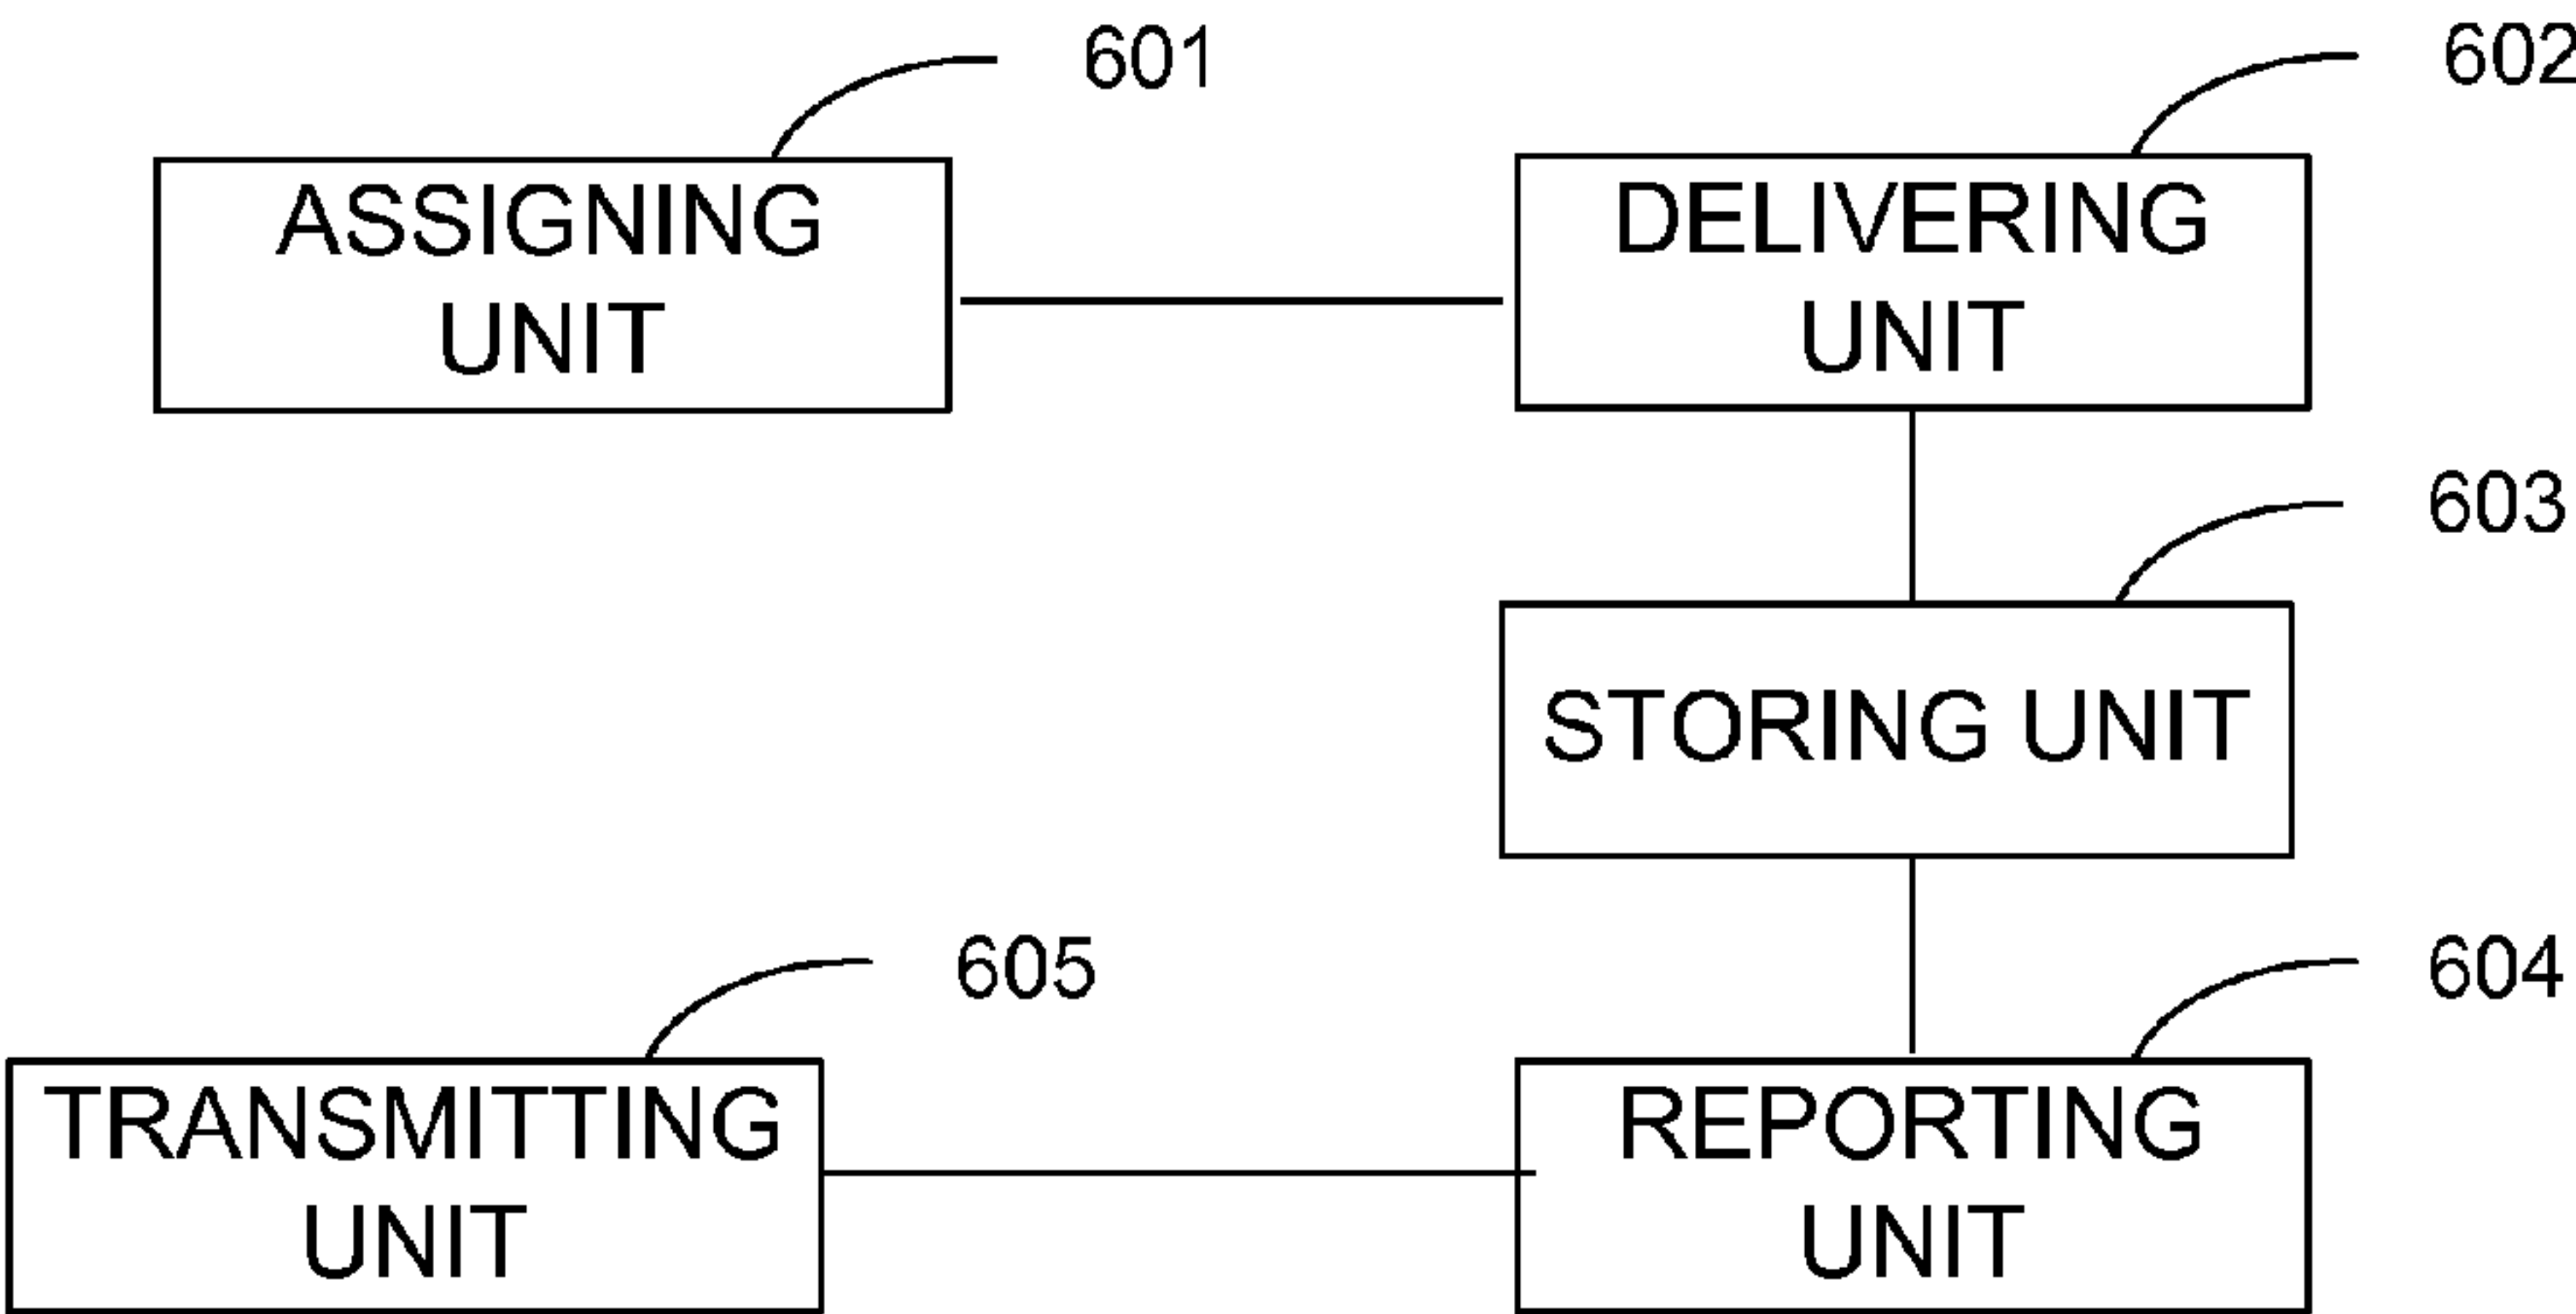 601
602
ASSIGNING
UNIT
DELIVERING
UNIT
603
STORING UNIT
605
604
TRANSMITTING
UNIT
REPORTING
UNIT